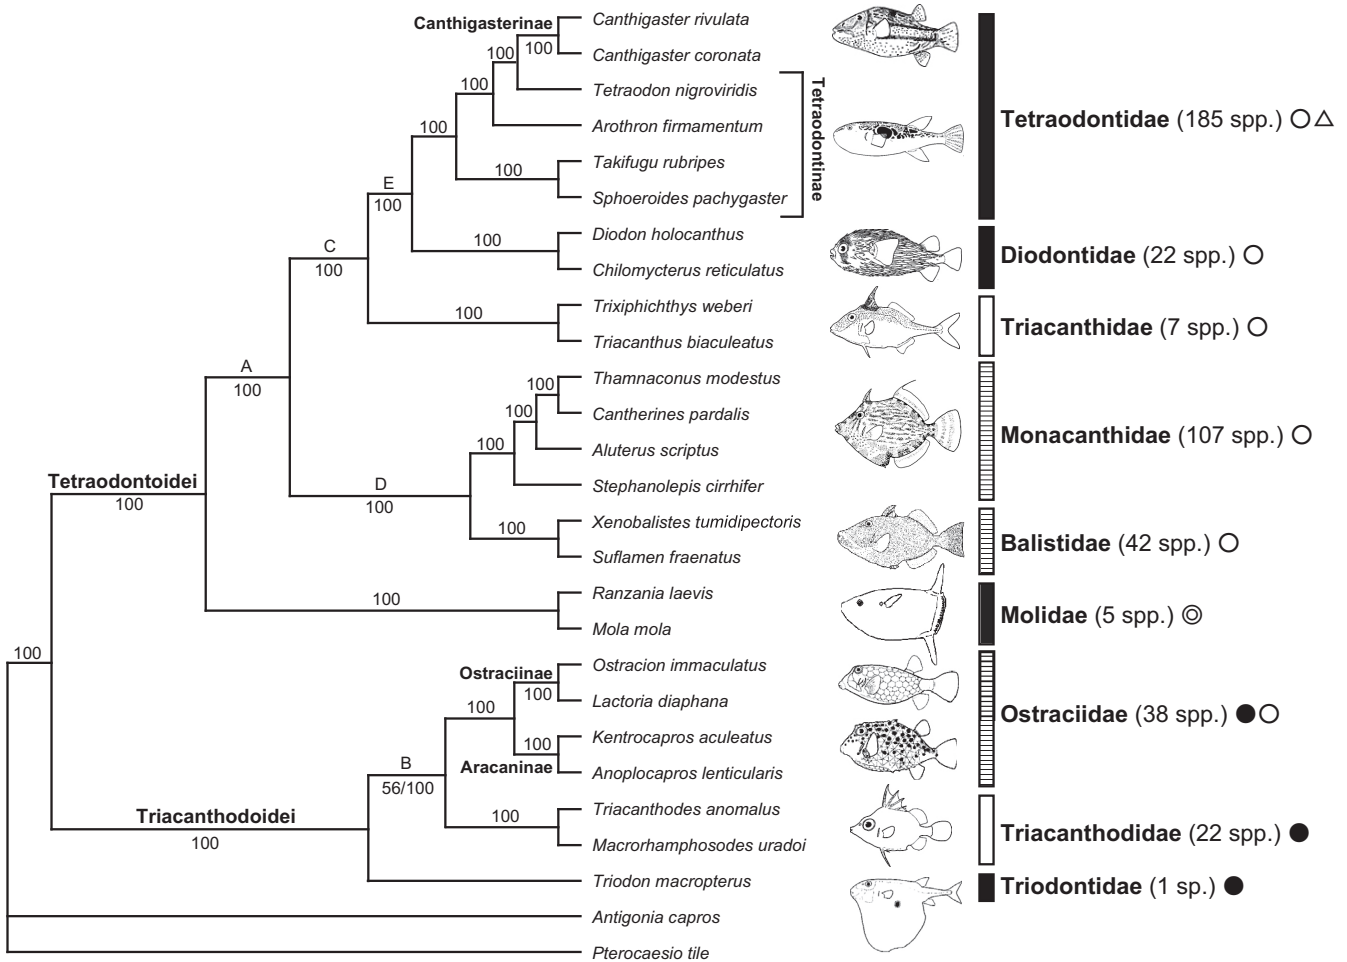 Canthigasterinae
Canthigaster rivulata
100
Canthigaster coronata
100
Tetraodon nigroviridis
100
Arothron firmamentum
100
Takifugu rubripes
100
Sphoeroides pachygaster
Tetraodontinae
Tetraodontidae (185 spp.) ○△
E
100
Diodon holocanthus
100
Chilomycterus reticulatus
Diodontidae (22 spp.) ○
C
100
Trixiphichthys weberi
100
Triacanthus biaculeatus
Triacanthidae (7 spp.) ○
A
100
Thamnaconus modestus
100
Cantherines pardalis
100
Aluterus scriptus
100
Stephanolepis cirrhifer
Monacanthidae (107 spp.) ○
Tetraodontoidei
100
D
100
Xenobalistes tumidipectoris
100
Suflamen fraenatus
Balistidae (42 spp.) ○
Ranzania laevis
100
Mola mola
Molidae (5 spp.) ◎
100
Ostraciinae
Ostracion immaculatus
100
Lactoria diaphana
100
Kentrocapros aculeatus
100
Aracaninae
Anoplocapros lenticularis
Ostraciidae (38 spp.) ●○
B
56/100
Triacanthodoidei
100
Triacanthodes anomalus
100
Macrorhamphosodes uradoi
Triacanthodidae (22 spp.) ●
Triodon macropterus
Triodontidae (1 sp.) ●
Antigonia capros
Pterocaesio tile